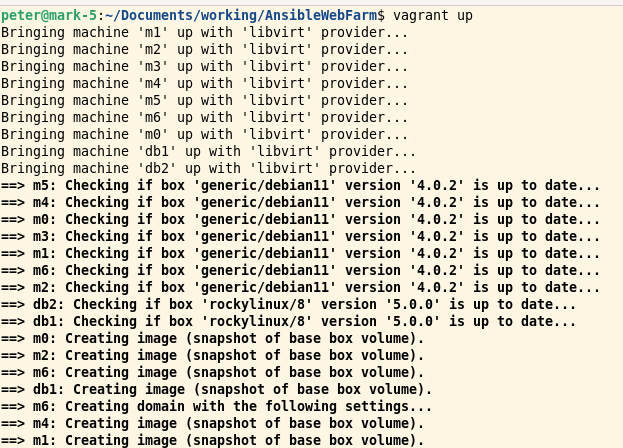 peter@mark-5:~/Documents/working/AnsibleWebFarm$ vagrant up
Bringing machine 'm1' up with 'libvirt' provider...
Bringing machine 'm2' up with 'libvirt' provider...
Bringing machine 'm3' up with 'libvirt' provider...
Bringing machine 'm4' up with 'libvirt' provider...
Bringing machine 'm5' up with 'libvirt' provider...
Bringing machine 'm6' up with 'libvirt' provider...
Bringing machine 'm0' up with 'libvirt' provider...
Bringing machine 'db1' up with 'libvirt' provider...
Bringing machine 'db2' up with 'libvirt' provider...
==> m5: Checking if box 'generic/debian11' version '4.0.2' is up to date...
==> m4: Checking if box 'generic/debian11' version '4.0.2' is up to date...
==> m0: Checking if box 'generic/debian11' version '4.0.2' is up to date...
==> m3: Checking if box 'generic/debian11' version '4.0.2' is up to date...
==> m1: Checking if box 'generic/debian11' version '4.0.2' is up to date...
==> m6: Checking if box 'generic/debian11' version '4.0.2' is up to date...
==> m2: Checking if box 'generic/debian11' version '4.0.2' is up to date...
==> db2: Checking if box 'rockylinux/8' version '5.0.0' is up to date...
==> db1: Checking if box 'rockylinux/8' version '5.0.0' is up to date...
==> m0: Creating image (snapshot of base box volume).
==> m2: Creating image (snapshot of base box volume).
==> m6: Creating image (snapshot of base box volume).
==> db1: Creating image (snapshot of base box volume).
==> m6: Creating domain with the following settings...
==> m4: Creating image (snapshot of base box volume).
==> m1: Creating image (snapshot of base box volume).